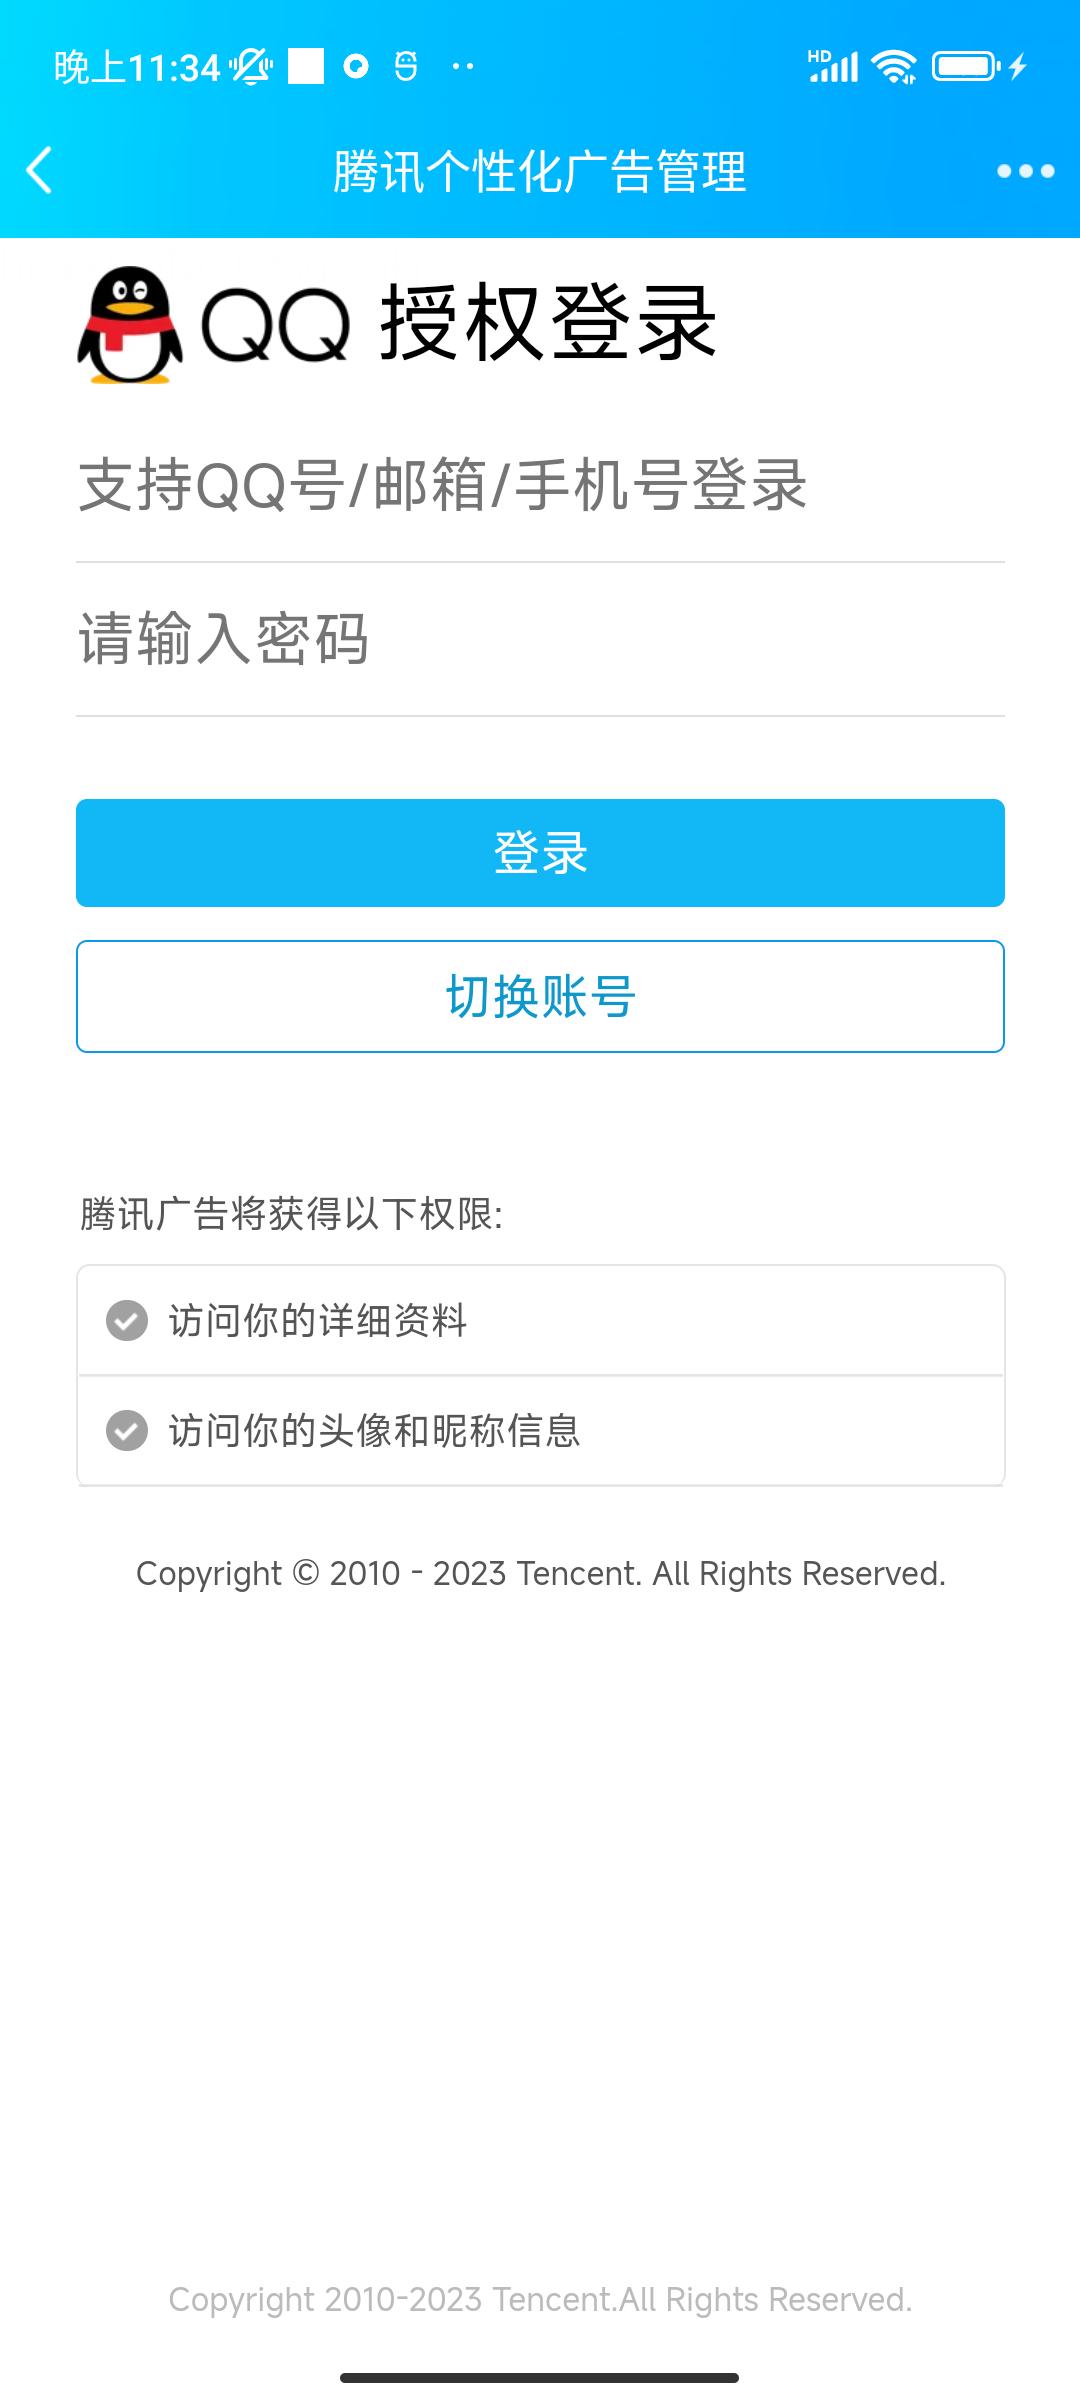 晚上11:34
HD
腾讯个性化广告管理
QQ 授权登录
支持QQ号/邮箱/手机号登录
请输入密码
登录
切换账号
腾讯广告将获得以下权限:
访问你的详细资料
访问你的头像和昵称信息
Copyright © 2010 - 2023 Tencent. All Rights Reserved.
Copyright 2010-2023 Tencent.All Rights Reserved.